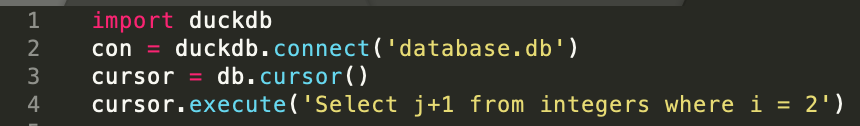 1 import duckdb
2 con = duckdb.connect('database.db')
3 cursor = db.cursor()
4 cursor.execute('Select j+1 from integers where i = 2')